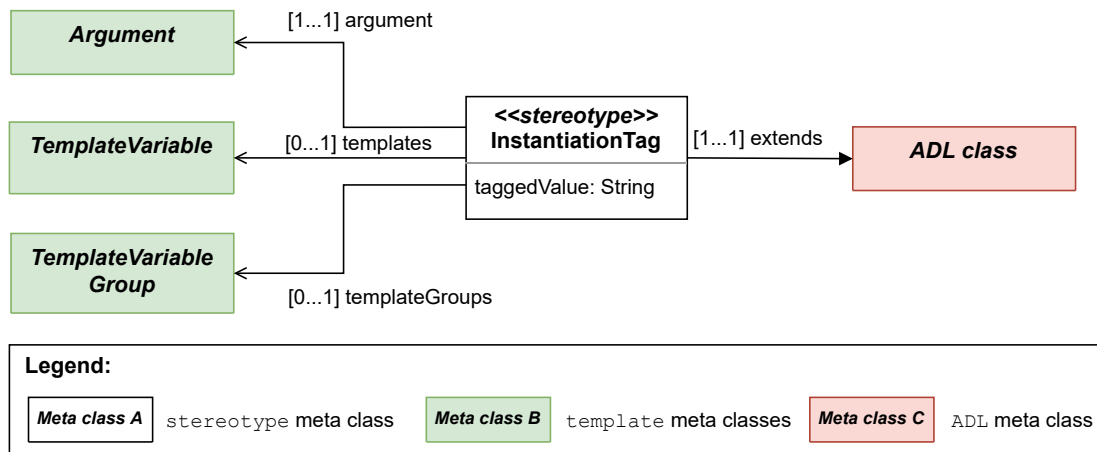 [1...1] argument
Argument
<<stereotype>>
InstantiationTag
taggedValue: String
[0...1] templates
TemplateVariable
[1...1] extends
ADL class
TemplateVariable
Group
[0...1] templateGroups
Legend:
Meta class A
stereotype meta class
Meta class B
template meta classes
Meta class C
ADL meta class